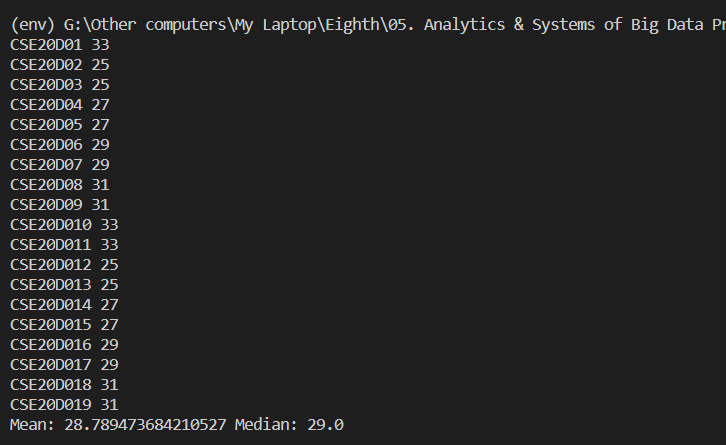 (env) G:\Other computers\My Laptop\Eighth\05. Analytics & Systems of Big Data Pr
CSE20D01 33
CSE20D02 25
CSE20D03 25
CSE20D04 27
CSE20D05 27
CSE20D06 29
CSE20D07 29
CSE20D08 31
CSE20D09 31
CSE20D010 33
CSE20D011 33
CSE20D012 25
CSE20D013 25
CSE20D014 27
CSE20D015 27
CSE20D016 29
CSE20D017 29
CSE20D018 31
CSE20D019 31
Mean: 28.789473684210527 Median: 29.0